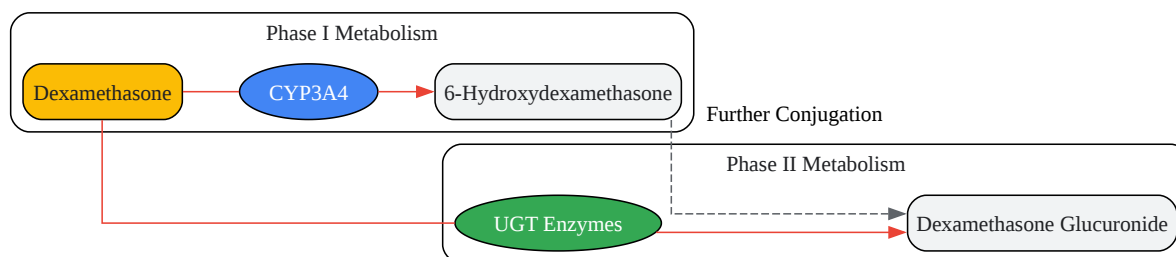 Phase I Metabolism
Dexamethasone
CYP3A4
6-Hydroxydexamethasone
Further Conjugation
Phase II Metabolism
UGT Enzymes
Dexamethasone Glucuronide